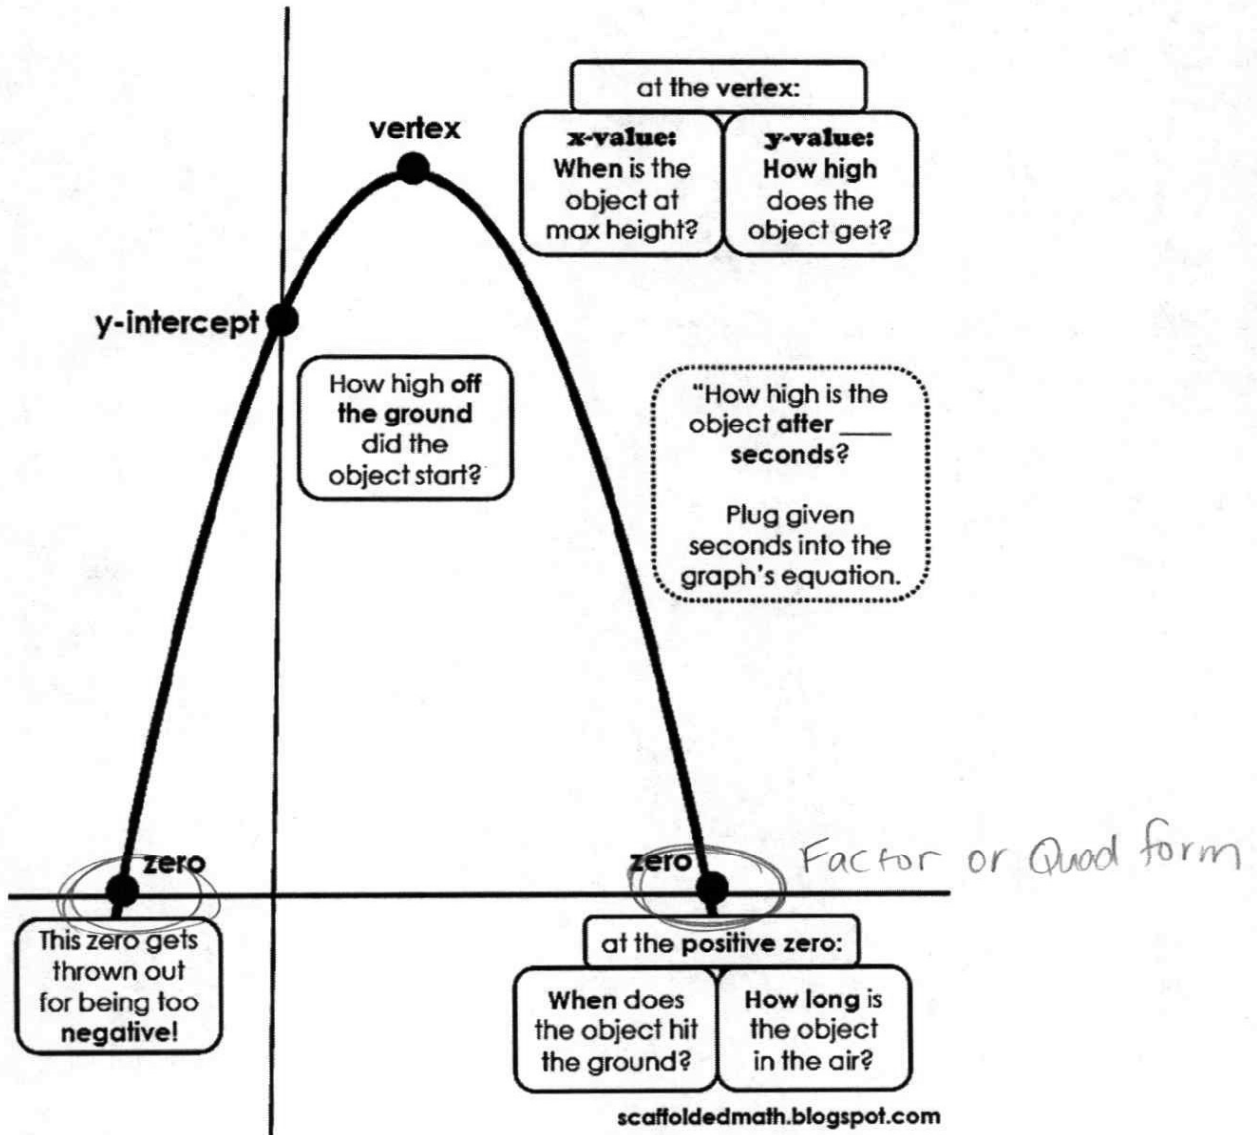 at the vertex:
vertex
x-value:
When is the
object at
max height?
y-value:
How high
does the
object get?
y-intercept
How high off
the ground
did the
object start?
"How high is the
object after ____
seconds?
Plug given
seconds into the
graph's equation.
zero
zero
Factor or Quad form
This zero gets
thrown out
for being too
negative!
at the positive zero:
When does
the object hit
the ground?
How long is
the object
in the air?
scaffoldedmath.blogspot.com